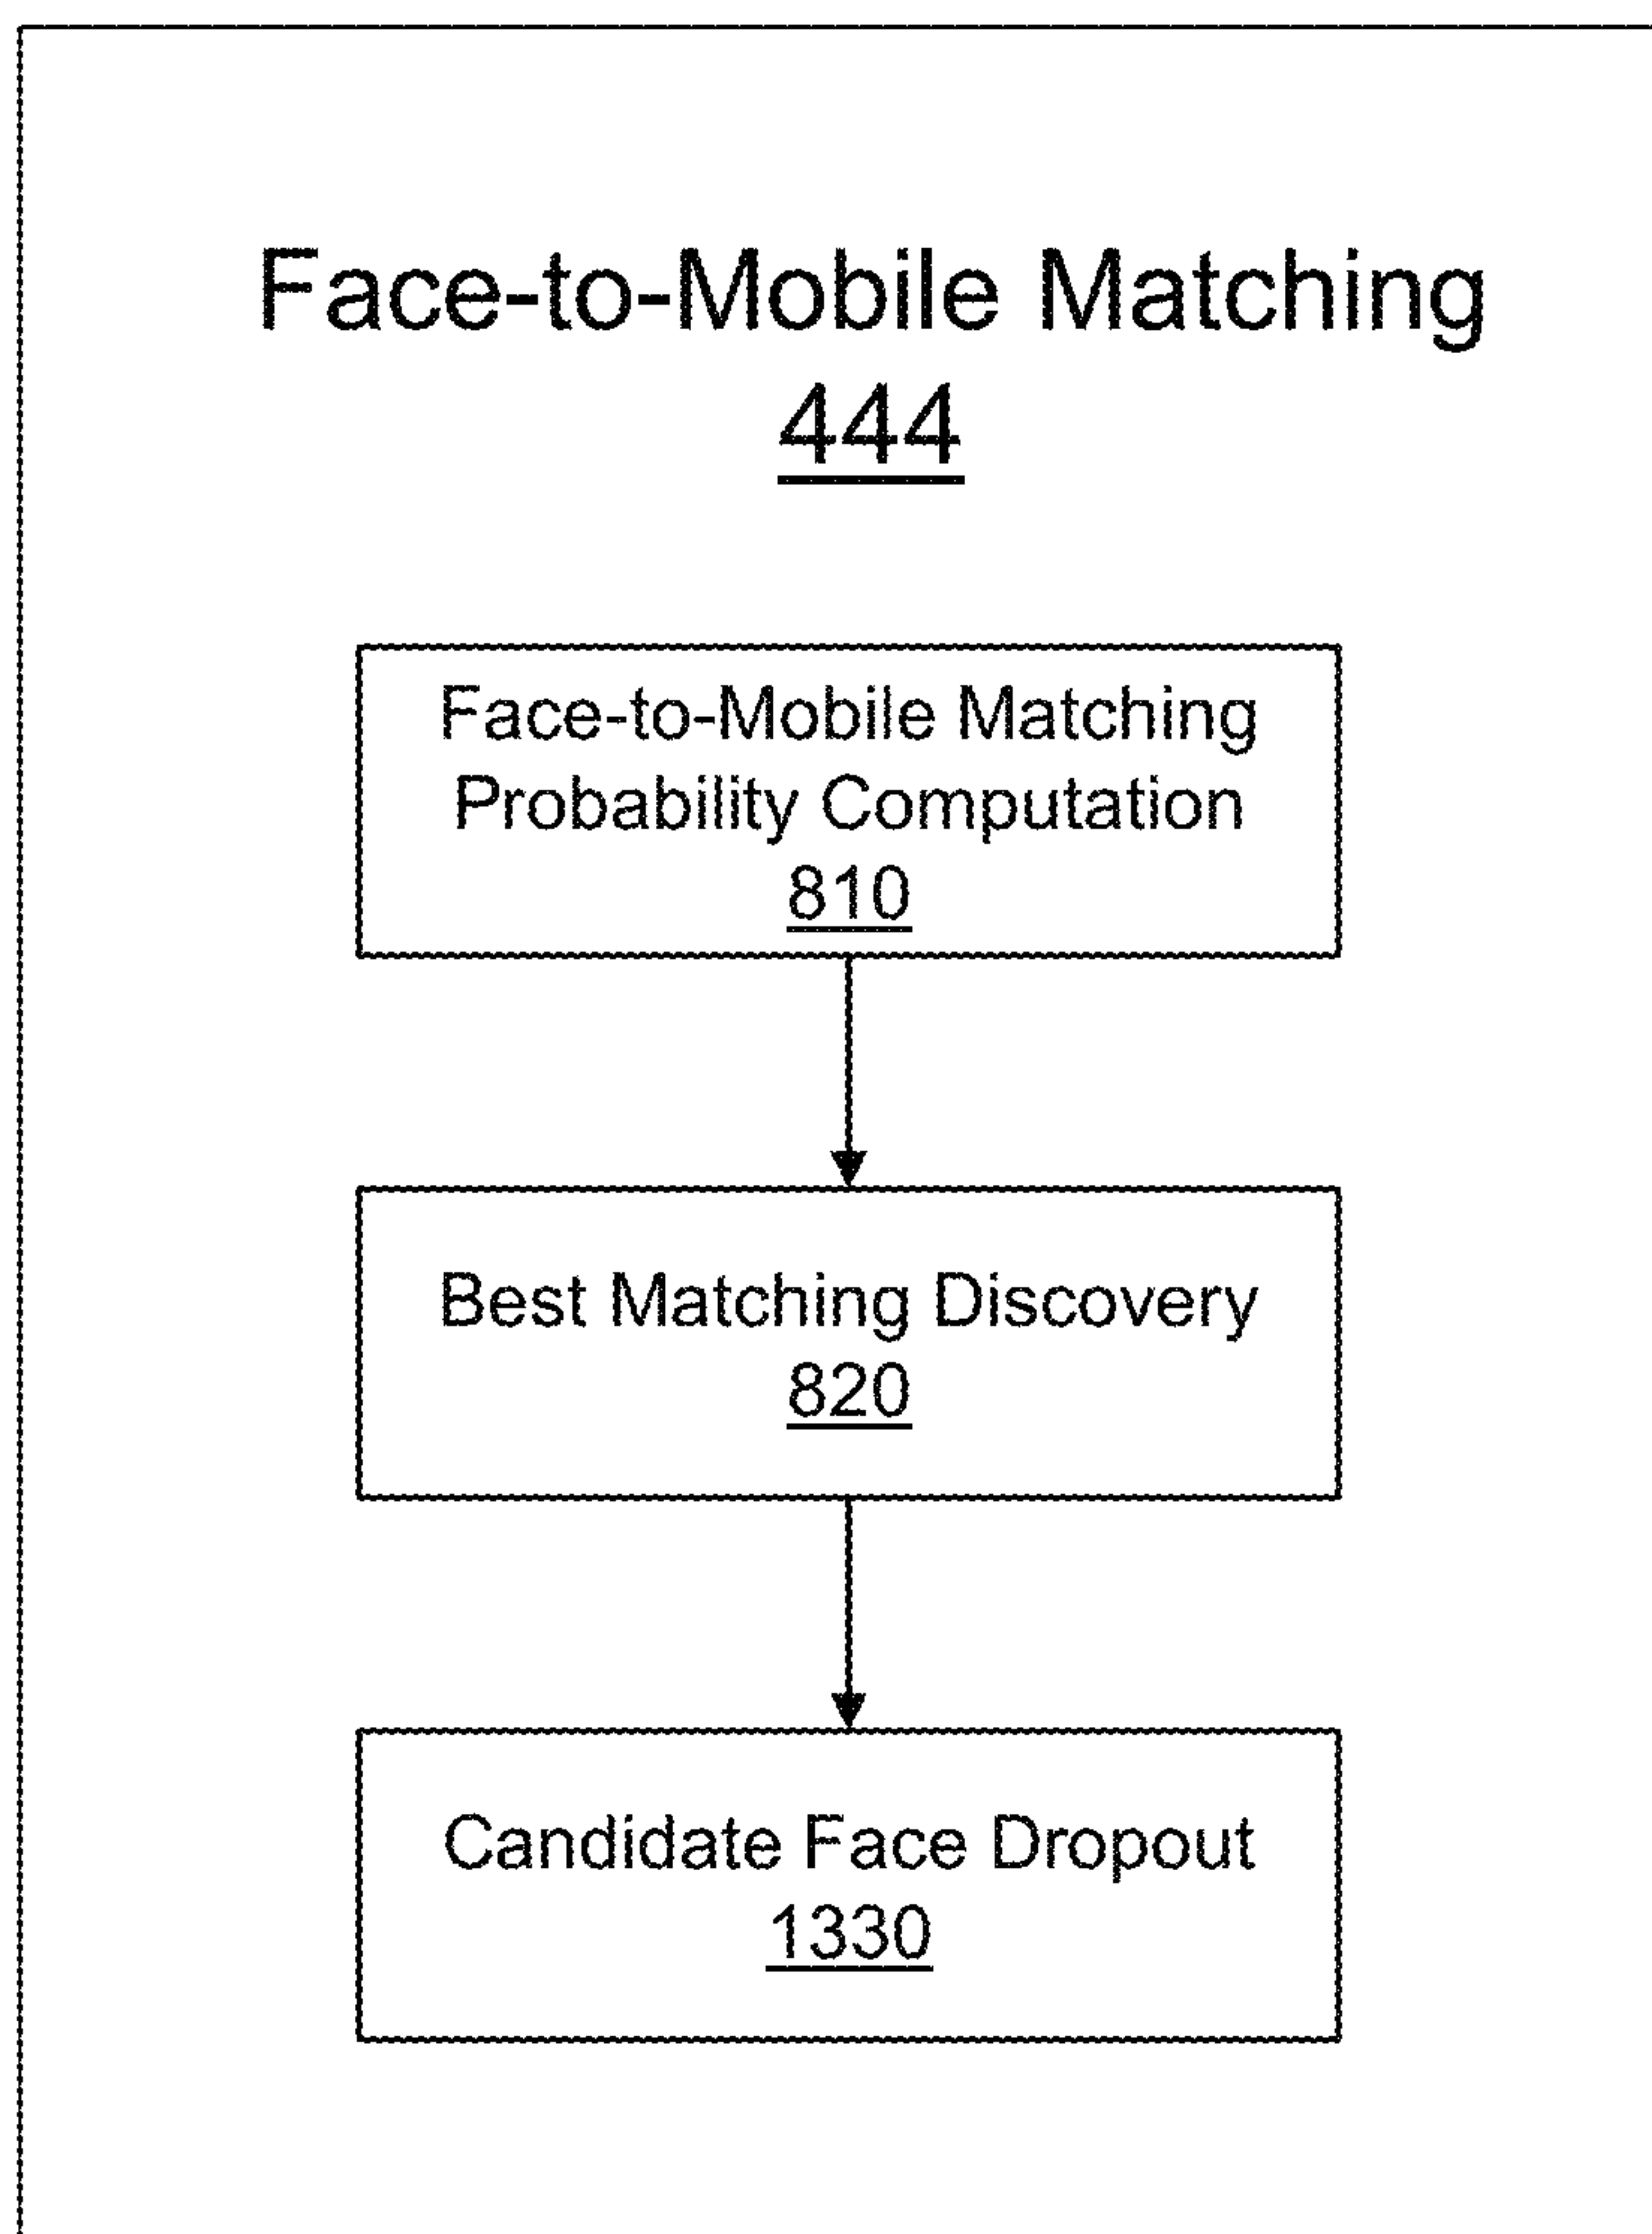 Face-to-Mobile Matching
444
Face-to-Mobile Matching
Probability Computation
810
Best Matching Discovery
820
Candidate Face Dropout
1330